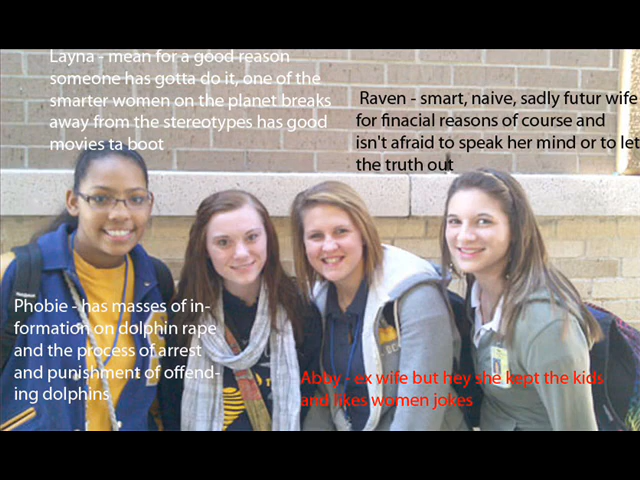 Layna - mean for a good reason
someone has gotta do it, one of the
smarter women on the planet breaks
away from the stereotypes has good
movies ta boot
Raven - smart, naive, sadly futur wife
for finacial reasons of course and
isn't afraid to speak her mind or to let
the truth out
Phobie - has masses of in-
formation on dolphin rape
and the process of arrest
and punishment of offend-
ing dolphins
Abby - ex wife but hey she kept the kids
and likes women jokes